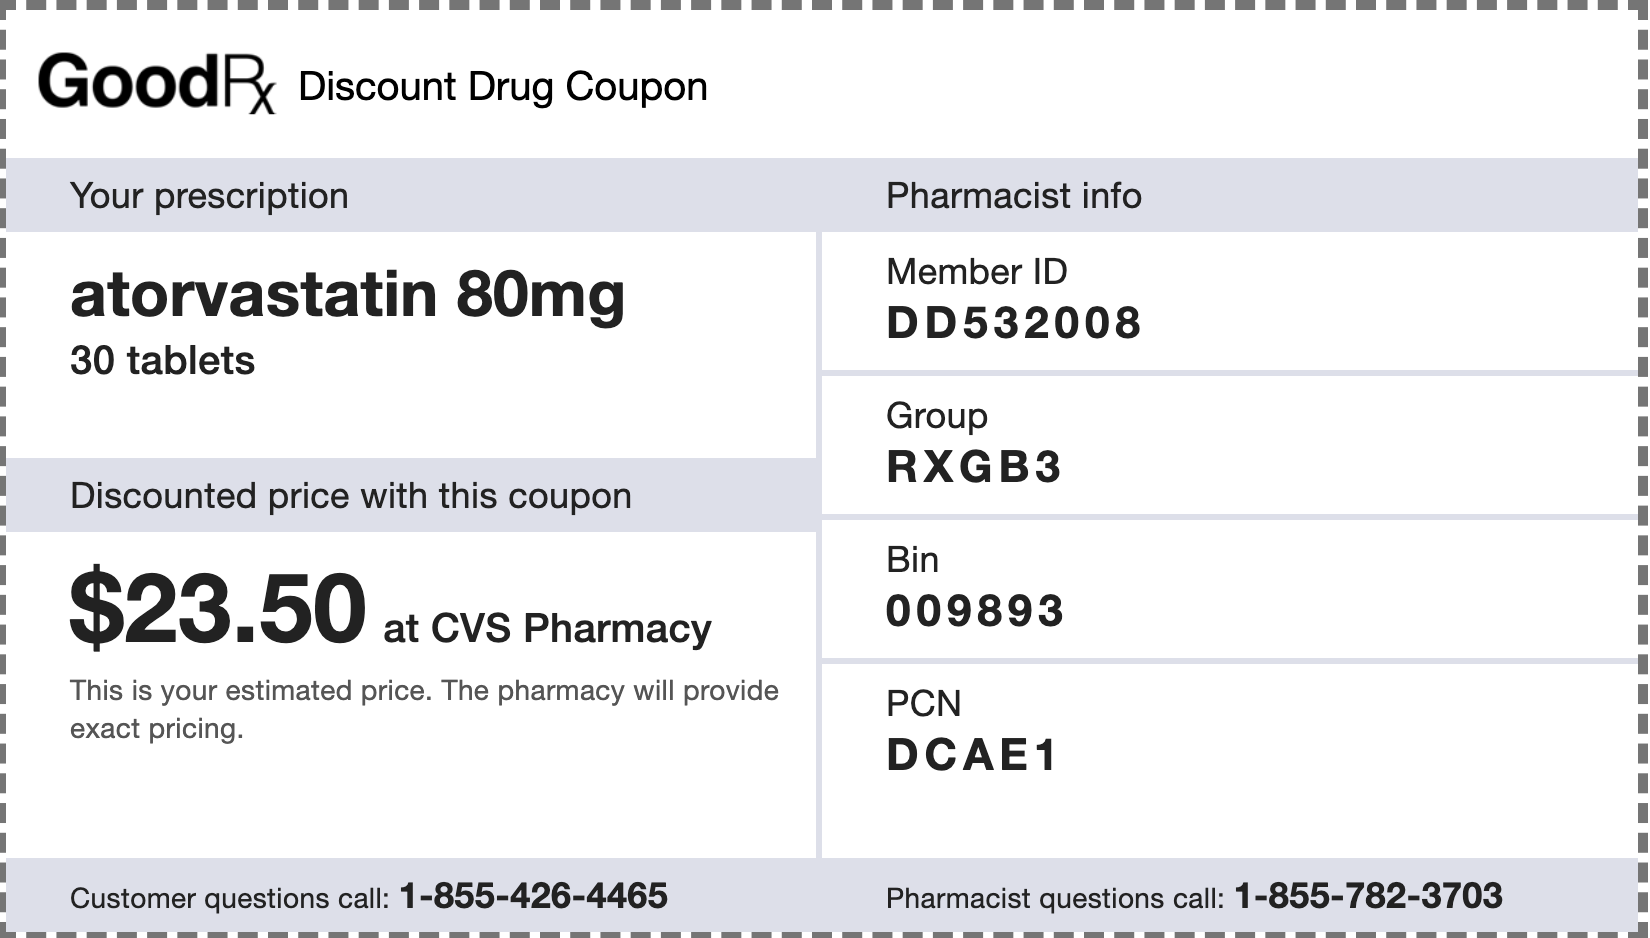 GoodRx Discount Drug Coupon
Your prescription
atorvastatin 80mg
30 tablets
Discounted price with this coupon
$23.50 at CVS Pharmacy
This is your estimated price. The pharmacy will provide
exact pricing.
Pharmacist info
Member ID
DD532008
Group
RXGB3
Bin
009893
PCN
DCAE1
Customer questions call: 1-855-426-4465
Pharmacist questions call: 1-855-782-3703